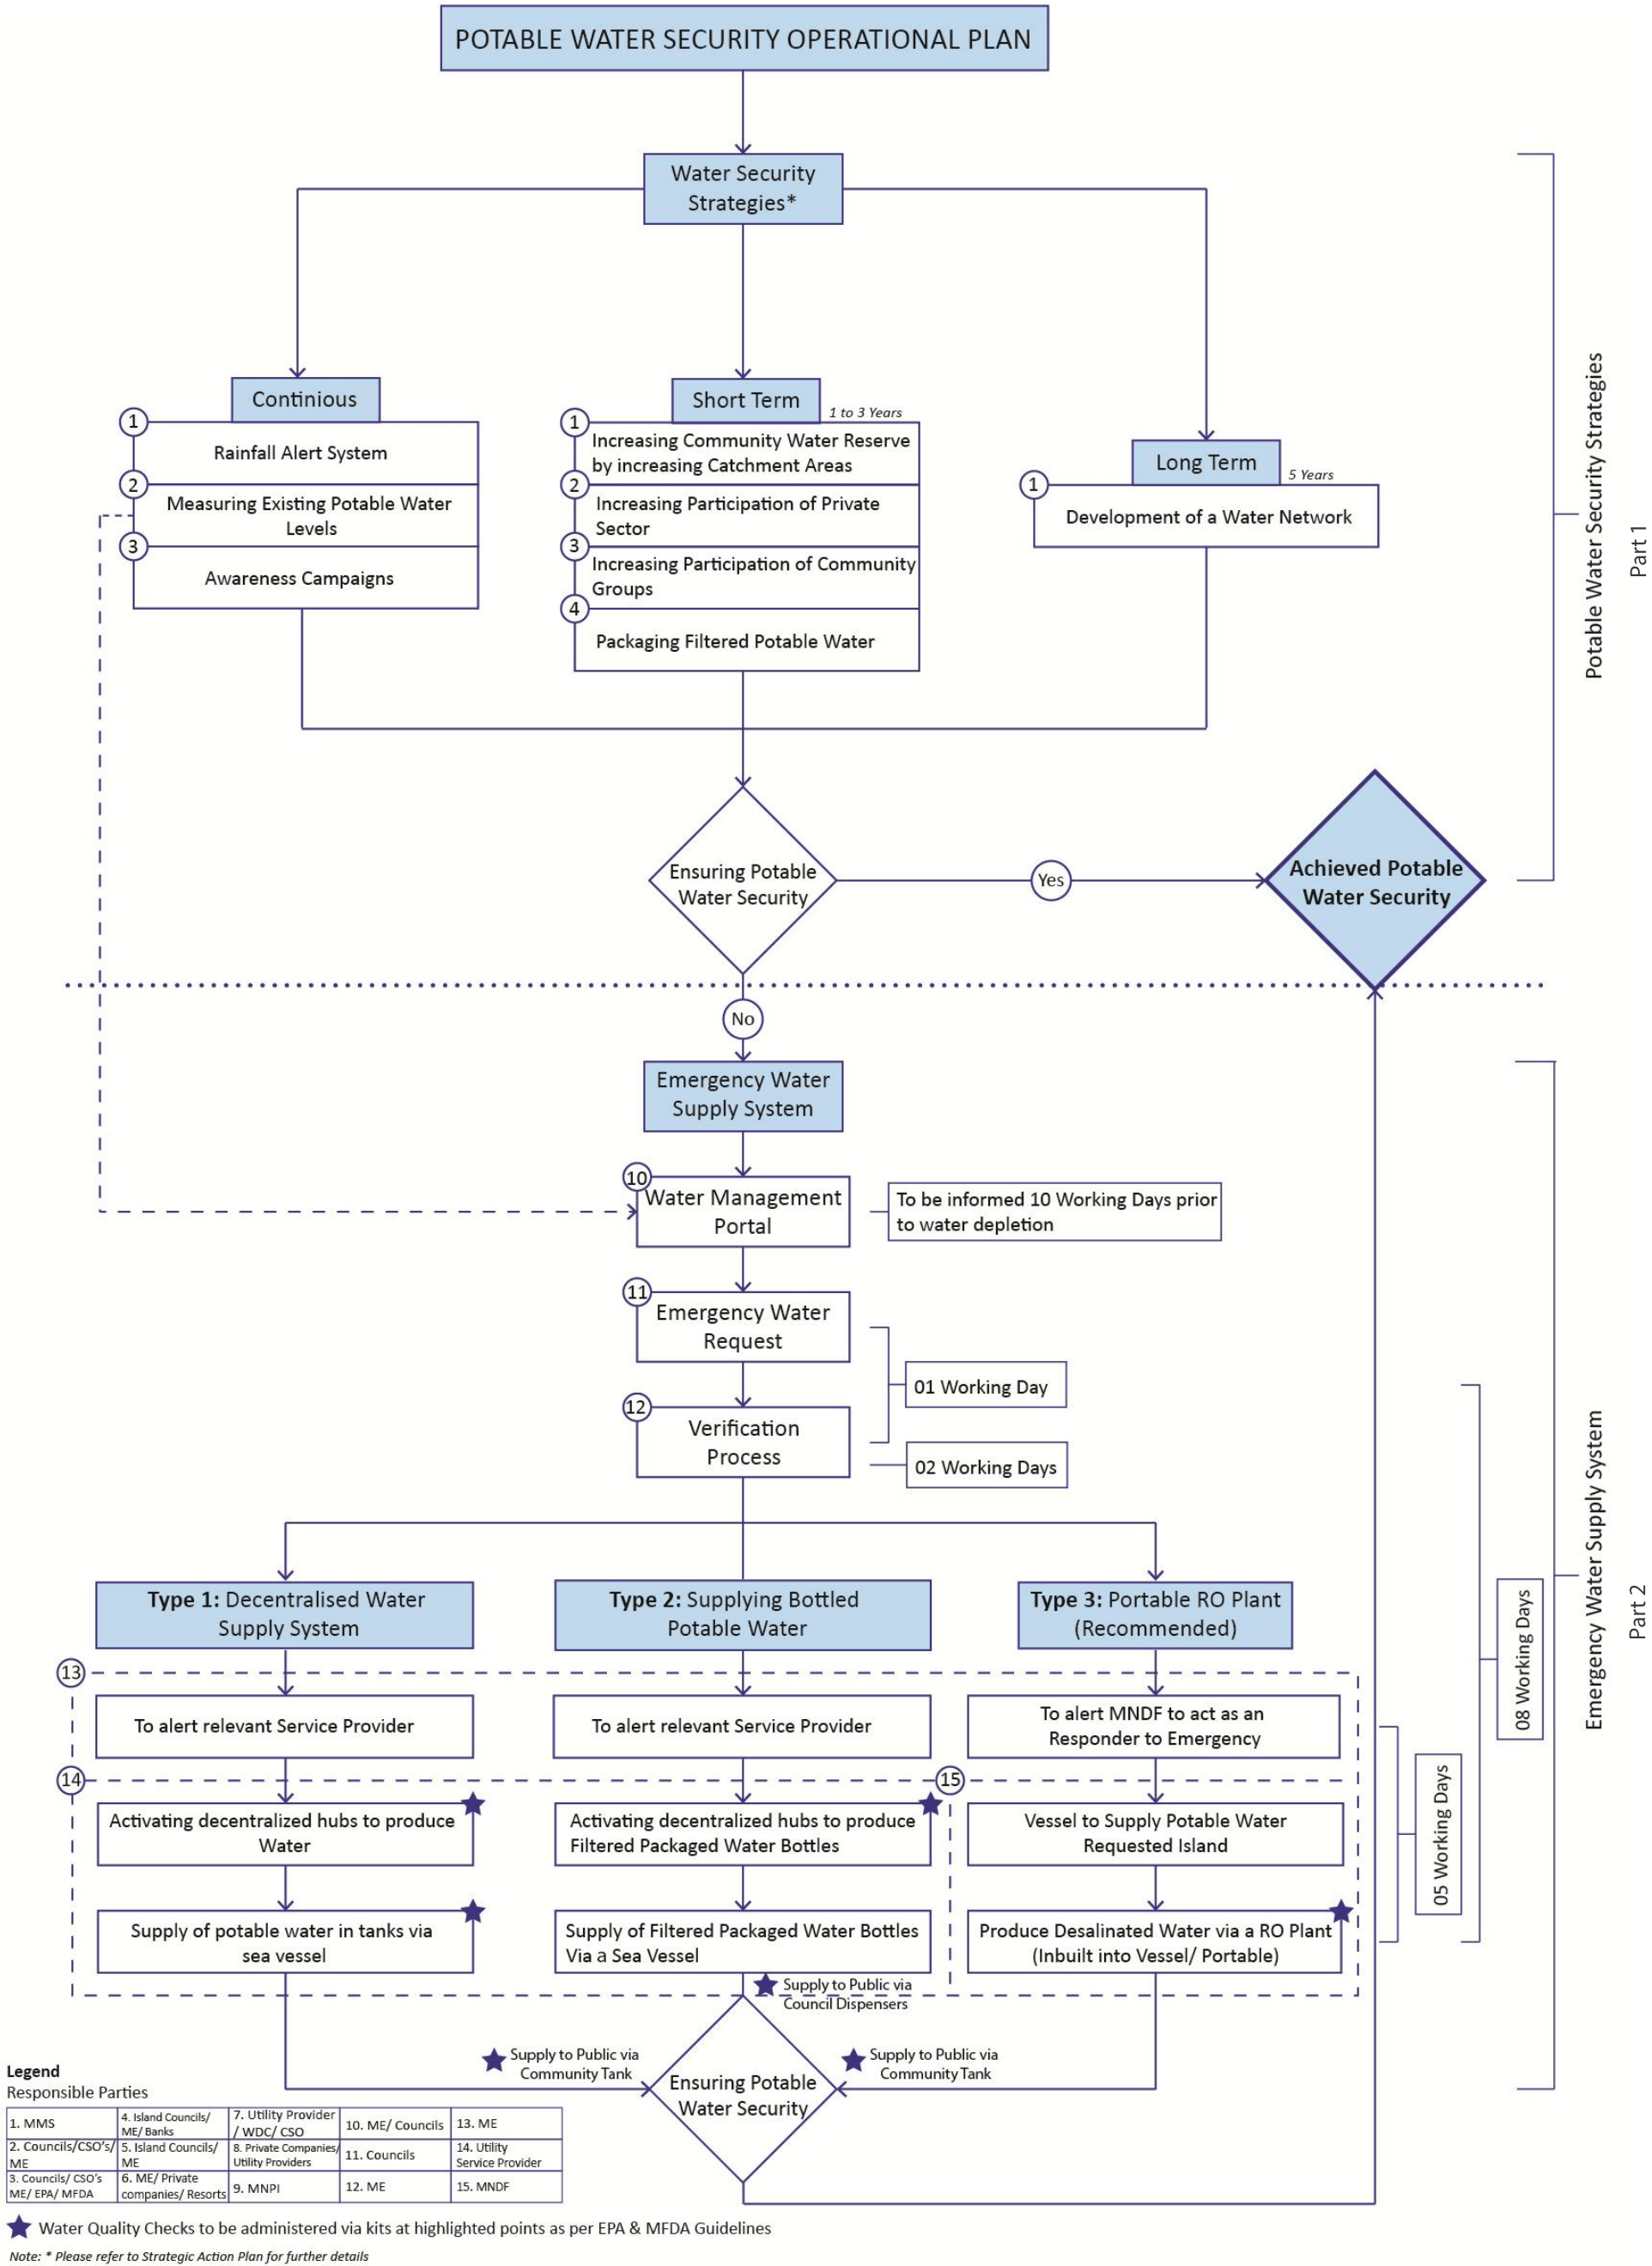 POTABLE WATER SECURITY OPERATIONAL PLAN
Water Security
Strategies*
Continious
1
Rainfall Alert System
2
Measuring Existing Potable Water
Levels
3
Awareness Campaigns
Short Term
1 to 3 Years
1
Increasing Community Water Reserve
by increasing Catchment Areas
2
Increasing Participation of Private
Sector
3
Increasing Participation of Community
Groups
4
Packaging Filtered Potable Water
Long Term
5 Years
1
Development of a Water Network
Potable Water Security Strategies
Part 1
Ensuring Potable
Water Security
Yes
Achieved Potable
Water Security
No
Emergency Water
Supply System
10
Water Management
Portal
To be informed 10 Working Days prior
to water depletion
11
Emergency Water
Request
01 Working Day
12
Verification
Process
02 Working Days
Type 1: Decentralised Water
Supply System
Type 2: Supplying Bottled
Potable Water
Type 3: Portable RO Plant
(Recommended)
13
To alert relevant Service Provider
To alert relevant Service Provider
To alert MNDF to act as an
Responder to Emergency
14
15
Activating decentralized hubs to produce
Water
Activating decentralized hubs to produce
Filtered Packaged Water Bottles
Vessel to Supply Potable Water
Requested Island
Supply of potable water in tanks via
sea vessel
Supply of Filtered Packaged Water Bottles
Via a Sea Vessel
Produce Desalinated Water via a RO Plant
(Inbuilt into Vessel/ Portable)
05 Working Days
08 Working Days
Emergency Water Supply System
Part 2
Supply to Public via
Council Dispensers
Supply to Public via
Community Tank
Supply to Public via
Community Tank
Ensuring Potable
Water Security
Legend
Responsible Parties
1. MMS
2. Councils/CSO's/
ME
3. Councils/ CSO's
ME/ EPA/ MFDA
4. Island Councils/
ME/ Banks
5. Island Councils/
ME
6. ME/ Private
companies/ Resorts
7. Utility Provider
/ WDC/ CSO
8. Private Companies/
Utility Providers
9. MNPI
10. ME/ Councils
11. Councils
12. ME
13. ME
14. Utility
Service Provider
15. MNDF
Water Quality Checks to be administered via kits at highlighted points as per EPA & MFDA Guidelines
Note: * Please refer to Strategic Action Plan for further details